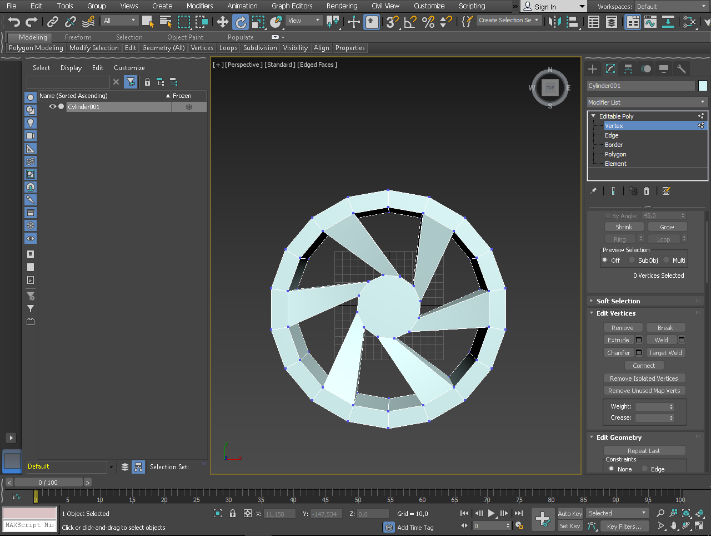 File Edit Tools Group Views Create Modifiers Animation Graph Editors Rendering Civil View Customize Scripting Sign In Workspaces: Default
All View Create Selection Se
Modeling Freeform Selection Object Paint Populate
Polygon Modeling Modify Selection Edit Geometry (All) Vertices Loops Subdivision Visibility Align Properties
Select Display Edit Customize
Name (Sorted Ascending) Frozen
Cylinder001
[+] [Perspective] [Standard] [Edged Faces]
N
W E
S
Cylinder001
Modifier List
Editable Poly
Vertex
Edge
Border
Polygon
Element
By Angle: 45,0
Shrink Grow
Ring Loop
Preview Selection
Off SubObj Multi
0 Vertices Selected
Soft Selection
Edit Vertices
Remove Break
Extrude Weld
Chamfer Target Weld
Connect
Remove Isolated Vertices
Remove Unused Map Verts
Weight:
Crease:
Edit Geometry
Repeat Last
Constraints
None Edge
Default Selection Set:
0 / 100
0 5 10 15 20 25 30 35 40 45 50 55 60 65 70 75 80 85 90 95 100
1 Object Selected X: 11,158 Y: -147,534 Z: 0,0 Grid = 10,0
Auto Key Selected
MAXScript Mi
Click or click-and-drag to select objects
Add Time Tag
0
Set Key Key Filters...